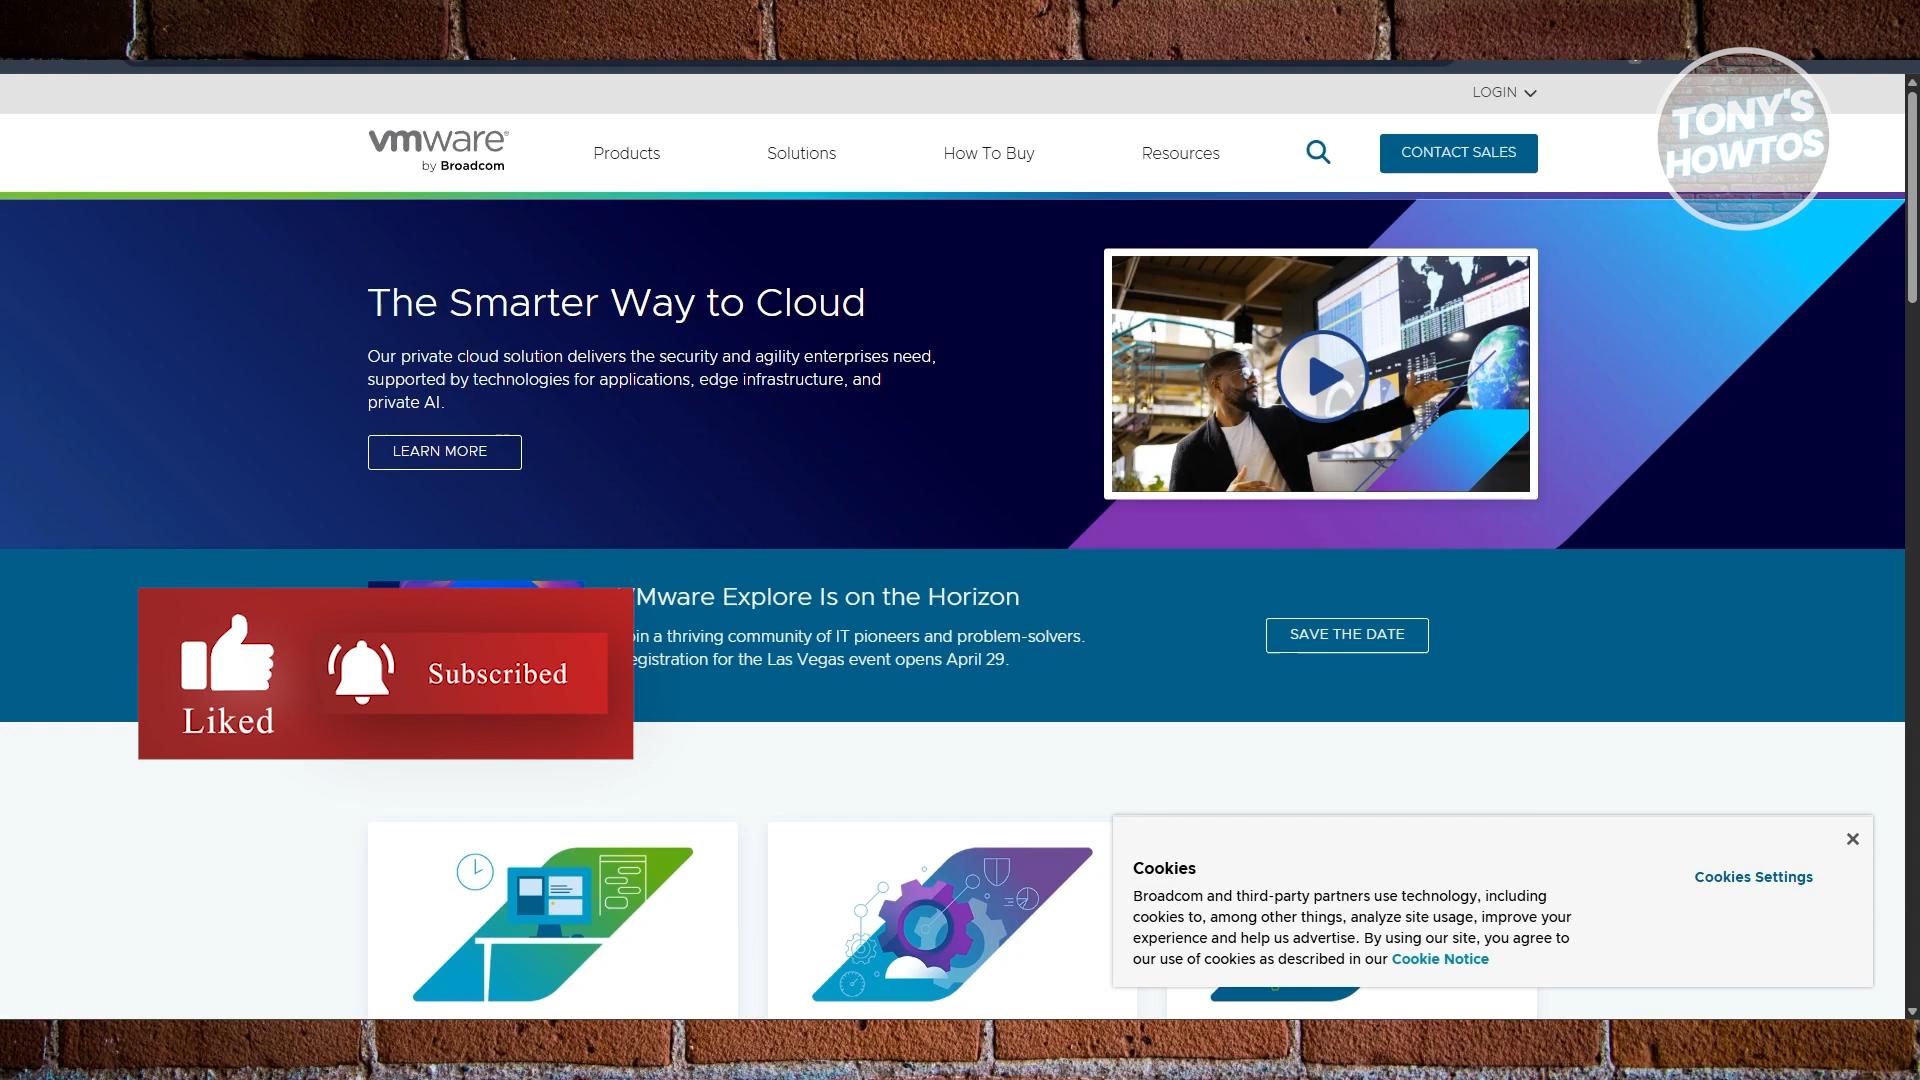 LOGIN
TONY'S
HOWTOS
vmware®
by Broadcom
Products
Solutions
How To Buy
Resources
CONTACT SALES
The Smarter Way to Cloud
Our private cloud solution delivers the security and agility enterprises need,
supported by technologies for applications, edge infrastructure, and
private AI.
LEARN MORE
Mware Explore Is on the Horizon
in a thriving community of IT pioneers and problem-solvers.
egistration for the Las Vegas event opens April 29.
SAVE THE DATE
Liked
Subscribed
Cookies
Broadcom and third-party partners use technology, including
cookies to, among other things, analyze site usage, improve your
experience and help us advertise. By using our site, you agree to
our use of cookies as described in our Cookie Notice
Cookies Settings